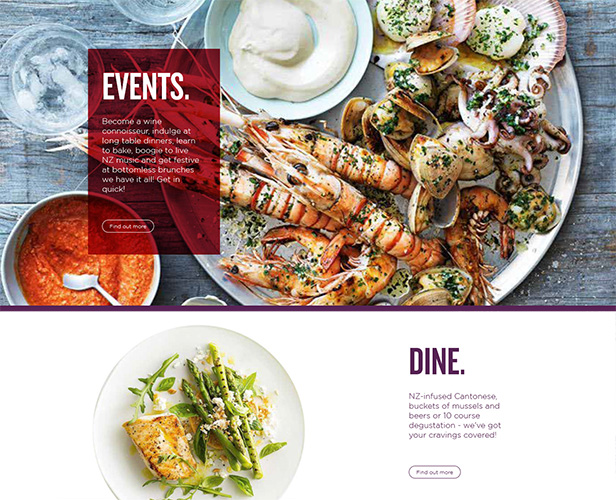 EVENTS.
Become a wine
connoisseur, indulge at
long table dinners, learn
to bake, boogie to live
NZ music and get festive
at bottomless brunches
we have it all! Get in
quick!
Find out more
DINE.
NZ-infused Cantonese,
buckets of mussels and
beers or 10 course
degustation - we've got
your cravings covered!
Find out more